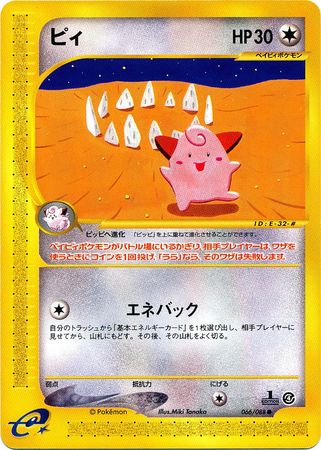 ピィ HP30
ベイビィポケモン
ID:E-32-#
ピッピへ進化 「ピッピ」を上に重ねて進化させることができます。
ベイビィポケモンがバトル場にいるかぎり、相手プレイヤーは、ワザを
使うときにコインを1回投げ、「うら」なら、そのワザは失敗します。
エネバック
自分のトラッシュから「基本エネルギーカード」を1枚選び出し、相手プレイヤー
に見せてから、山札にもどす。その後、その山札をよく切る。
弱点 抵抗力 にげる
©Pokémon Illus.Miki Tanaka 066/088 ●
1 EDITION
e